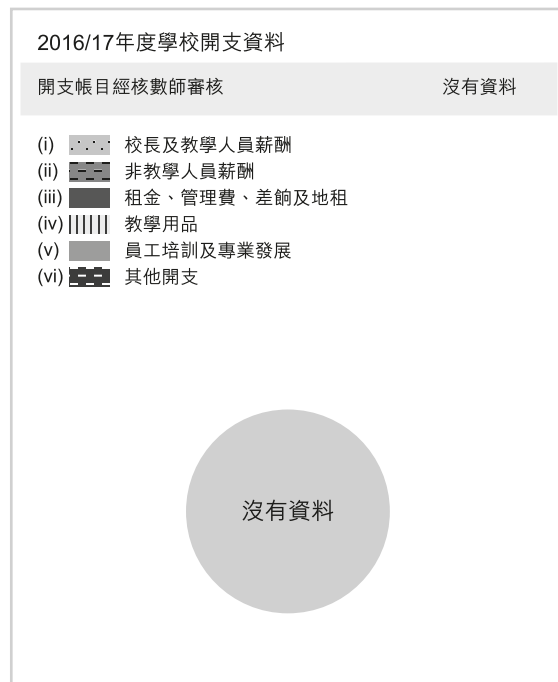 2016/17年度學校開支資料
開支帳目經核數師審核 沒有資料
(i) 校長及教學人員薪酬
(ii) 非教學人員薪酬
(iii) 租金、管理費、差餉及地租
(iv) 教學用品
(v) 員工培訓及專業發展
(vi) 其他開支
沒有資料